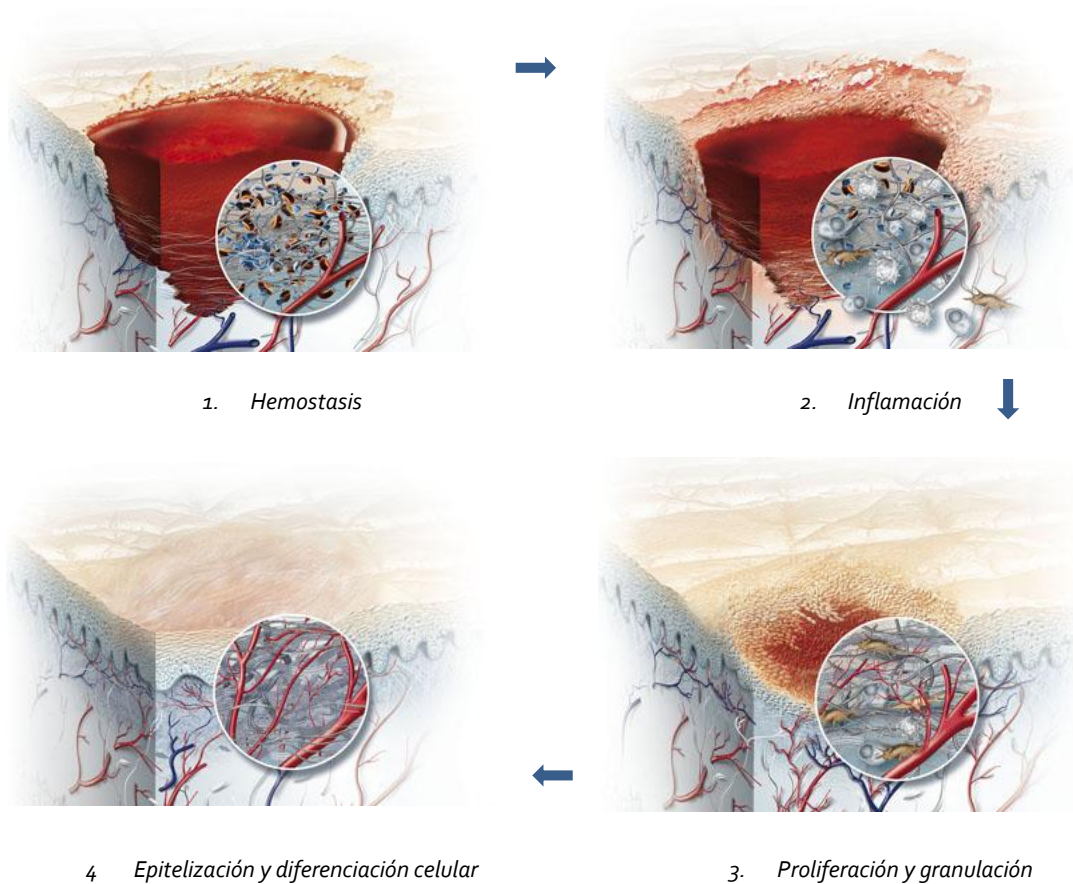 1. Hemostasis
2. Inflamación
4 Epitelización y diferenciación celular
3. Proliferación y granulación